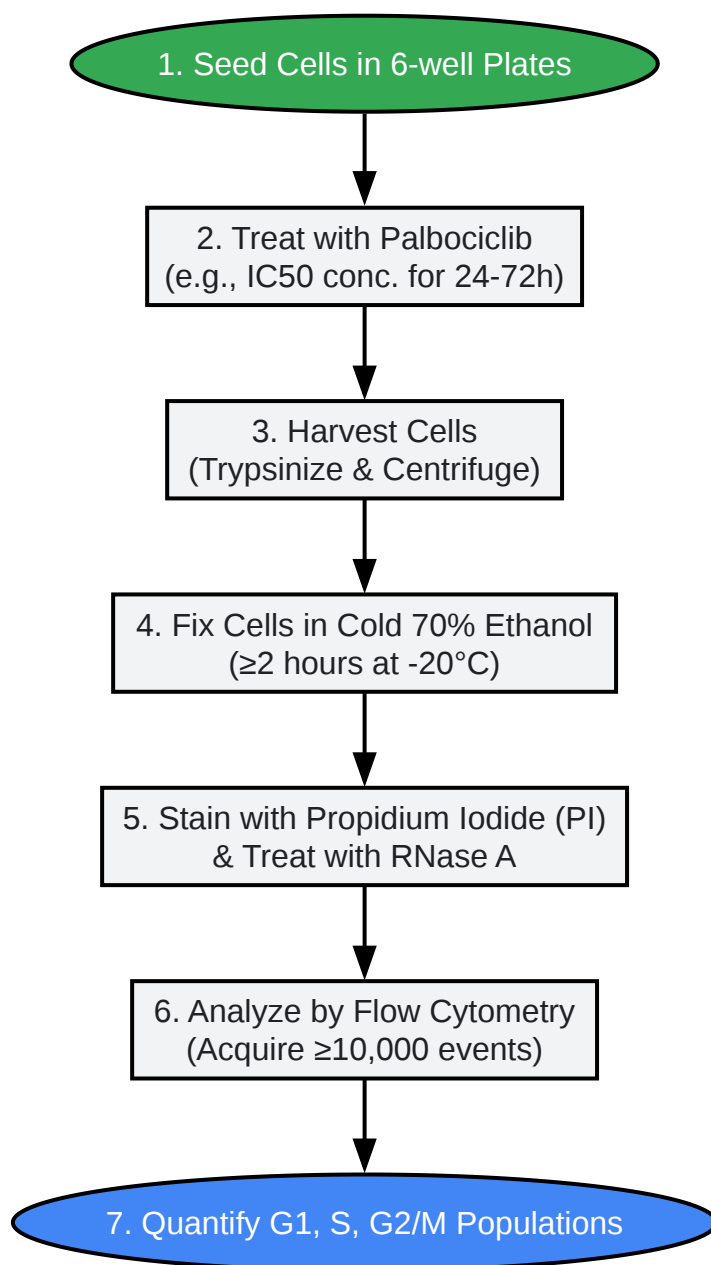 1. Seed Cells in 6-well Plates
2. Treat with Palbociclib
(e.g., IC50 conc. for 24-72h)
3. Harvest Cells
(Trypsinize & Centrifuge)
4. Fix Cells in Cold 70% Ethanol
(≥2 hours at -20°C)
5. Stain with Propidium Iodide (PI)
& Treat with RNase A
6. Analyze by Flow Cytometry
(Acquire ≥10,000 events)
7. Quantify G1, S, G2/M Populations